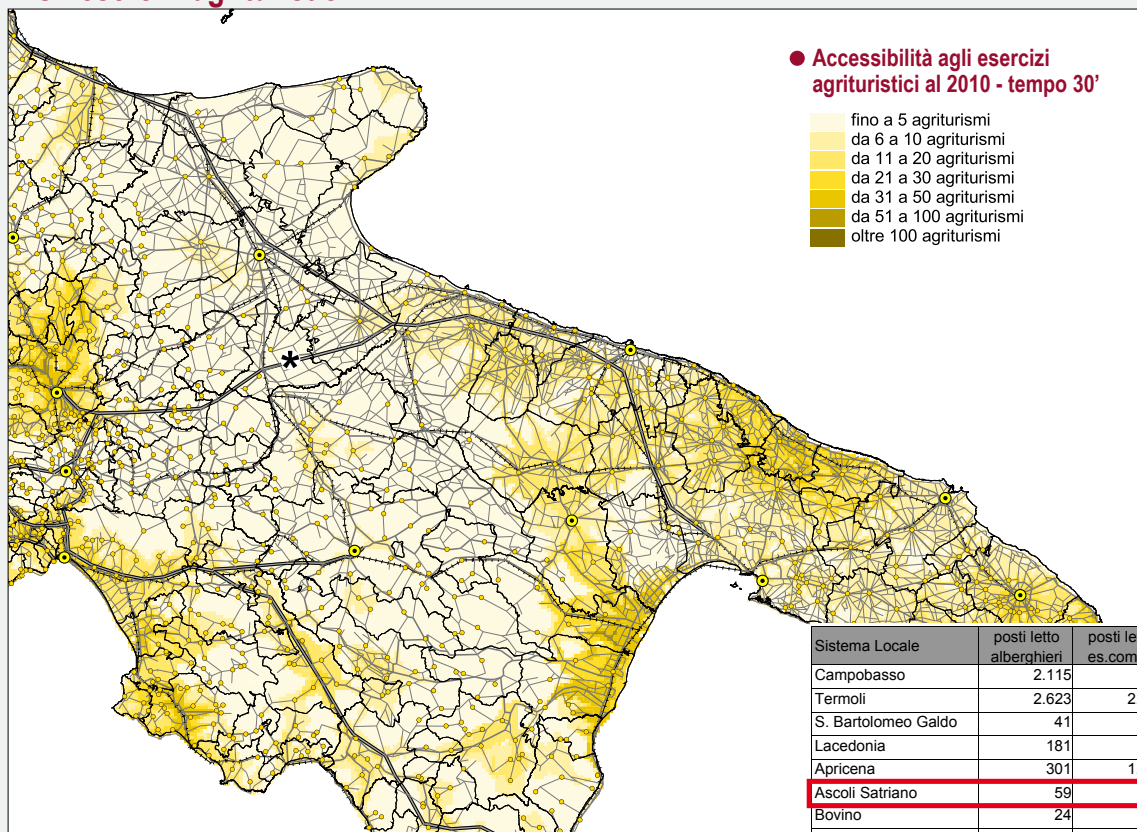 ● Accessibilità agli esercizi
agrituristici al 2010 - tempo 30’
fino a 5 agriturismi
da 6 a 10 agriturismi
da 11 a 20 agriturismi
da 21 a 30 agriturismi
da 31 a 50 agriturismi
da 51 a 100 agriturismi
oltre 100 agriturismi
*
Sistema Locale posti letto alberghieri
Campobasso 2.115
Termoli 2.623
S. Bartolomeo Galdo 41
Lacedonia 181
Apricena 301
Ascoli Satriano 59
Bovino 24